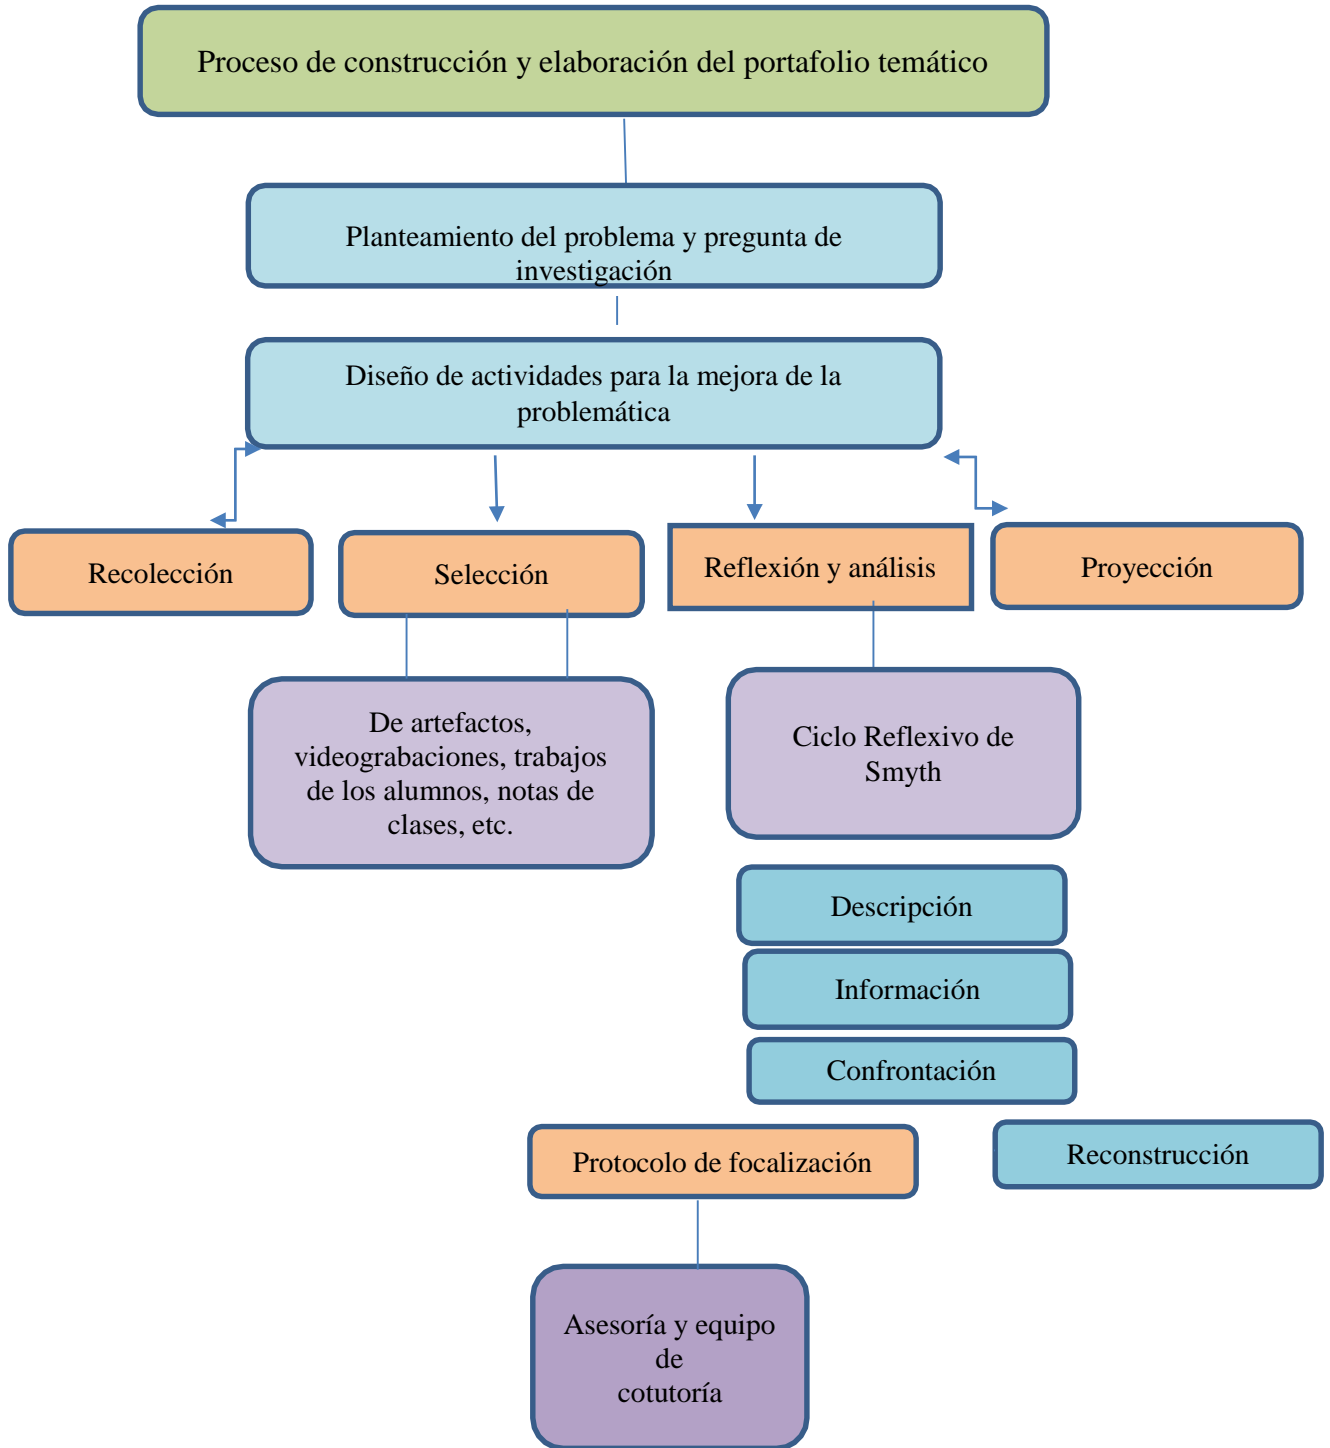 Proceso de construcción y elaboración del portafolio temático
Planteamiento del problema y pregunta de
investigación
Diseño de actividades para la mejora de la
problemática
Recolección
Selección
Reflexión y análisis
Proyección
De artefactos,
videograbaciones, trabajos
de los alumnos, notas de
clases, etc.
Ciclo Reflexivo de
Smyth
Descripción
Información
Confrontación
Protocolo de focalización
Reconstrucción
Asesoría y equipo
de
cotutoría